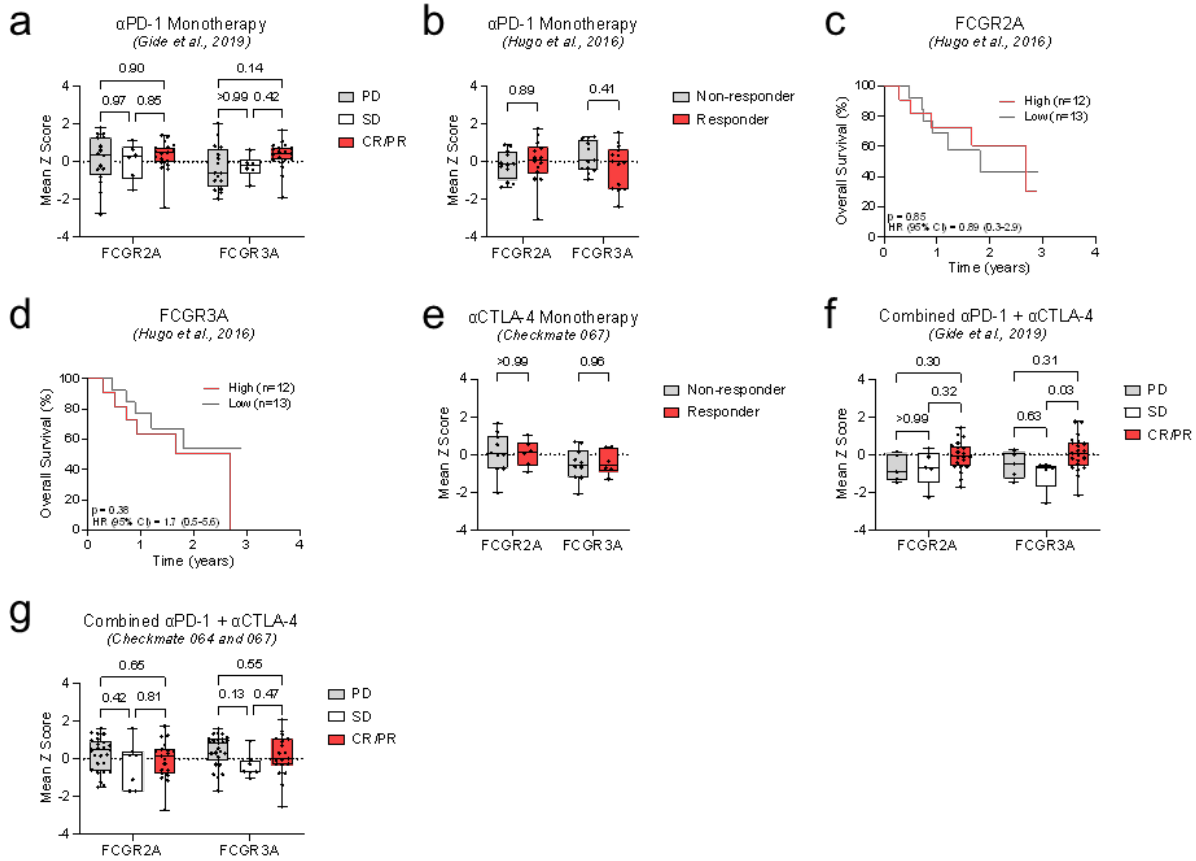 a
αPD-1 Monotherapy
(Gide et al., 2019)
0.90
0.14
0.97
0.85
>0.99
0.42
4
2
0
-2
-4
Mean Z Score
FCGR2A
FCGR3A
PD
SD
CR/PR
b
αPD-1 Monotherapy
(Hugo et al., 2016)
0.89
0.41
4
2
0
-2
-4
Mean Z Score
FCGR2A
FCGR3A
Non-responder
Responder
c
FCGR2A
(Hugo et al., 2016)
100
80
60
40
20
0
Overall Survival (%)
High (n=12)
Low (n=13)
p = 0.85
HR (95% CI) = 0.89 (0.3-2.9)
0
1
2
3
4
Time (years)
d
FCGR3A
(Hugo et al., 2016)
100
80
60
40
20
0
Overall Survival (%)
High (n=12)
Low (n=13)
p = 0.38
HR (95% CI) = 1.7 (0.5-5.6)
0
1
2
3
4
Time (years)
e
αCTLA-4 Monotherapy
(Checkmate 067)
>0.99
0.96
4
2
0
-2
-4
Mean Z Score
FCGR2A
FCGR3A
Non-responder
Responder
f
Combined αPD-1 + αCTLA-4
(Gide et al., 2019)
0.30
0.31
0.32
0.03
>0.99
0.63
4
2
0
-2
-4
Mean Z Score
FCGR2A
FCGR3A
PD
SD
CR/PR
g
Combined αPD-1 + αCTLA-4
(Checkmate 064 and 067)
0.65
0.55
0.42
0.81
0.13
0.47
4
2
0
-2
-4
Mean Z Score
FCGR2A
FCGR3A
PD
SD
CR/PR